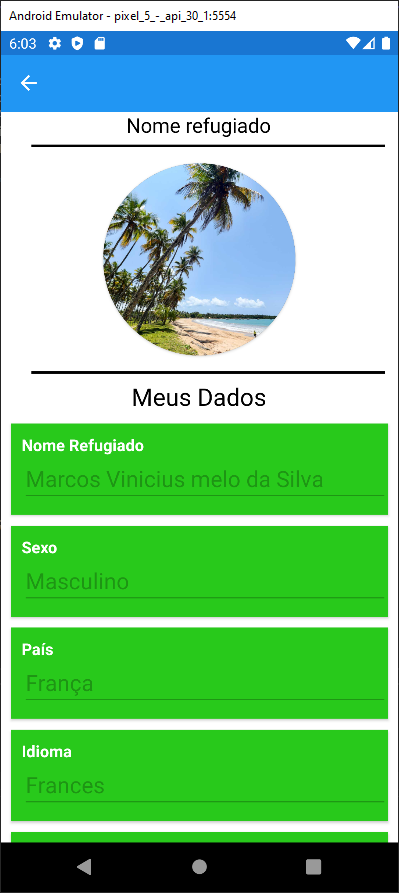 Android Emulator - pixel_5_-_api_30_1:5554
6:03
Nome refugiado
Meus Dados
Nome Refugiado
Marcos Vinicius melo da Silva
Sexo
Masculino
País
França
Idioma
Frances